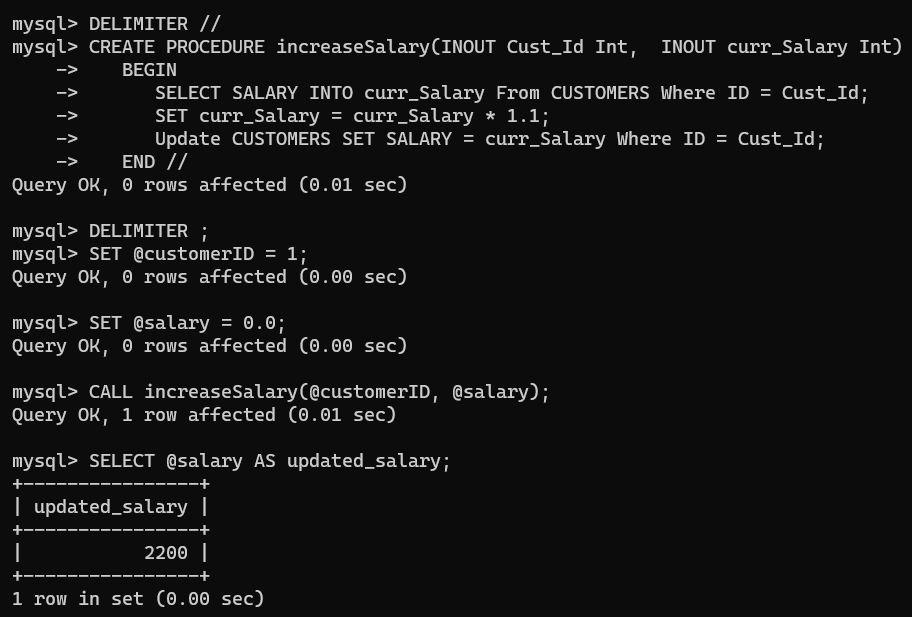 mysql> DELIMITER //
mysql> CREATE PROCEDURE increaseSalary(INOUT Cust_Id Int,  INOUT curr_Salary Int)
    ->    BEGIN
    ->       SELECT SALARY INTO curr_Salary From CUSTOMERS Where ID = Cust_Id;
    ->       SET curr_Salary = curr_Salary * 1.1;
    ->       Update CUSTOMERS SET SALARY = curr_Salary Where ID = Cust_Id;
    ->    END //
Query OK, 0 rows affected (0.01 sec)

mysql> DELIMITER ;
mysql> SET @customerID = 1;
Query OK, 0 rows affected (0.00 sec)

mysql> SET @salary = 0.0;
Query OK, 0 rows affected (0.00 sec)

mysql> CALL increaseSalary(@customerID, @salary);
Query OK, 1 row affected (0.01 sec)

mysql> SELECT @salary AS updated_salary;
+----------------+
| updated_salary |
+----------------+
|           2200 |
+----------------+
1 row in set (0.00 sec)